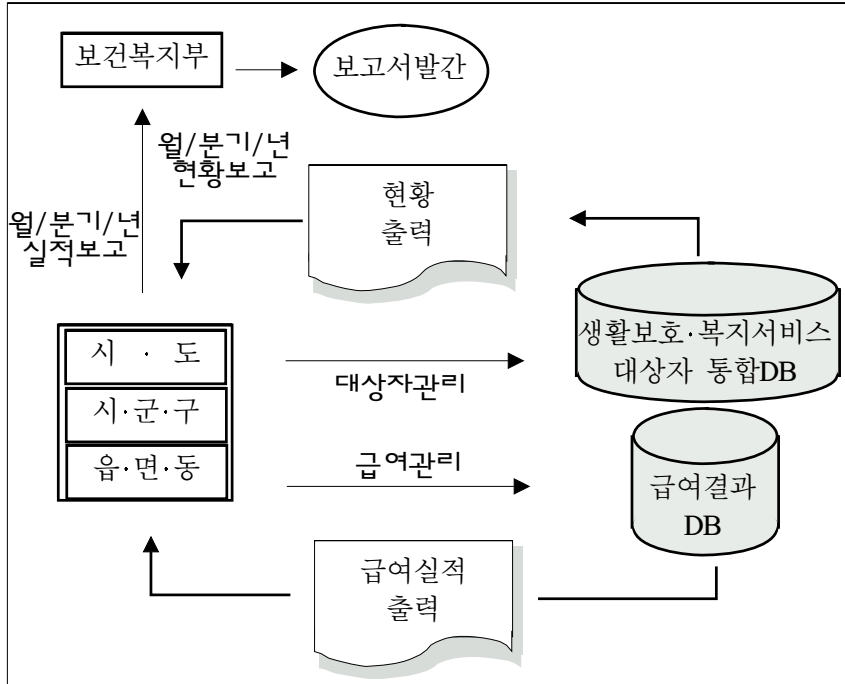 보건복지부
보고서발간
월/분기/년
현황보고
월/분기/년
실적보고
현황
출력
생활보호·복지서비스
대상자 통합DB
시 · 도
시·군·구
읍·면·동
대상자관리
급여관리
급여결과
DB
급여실적
출력